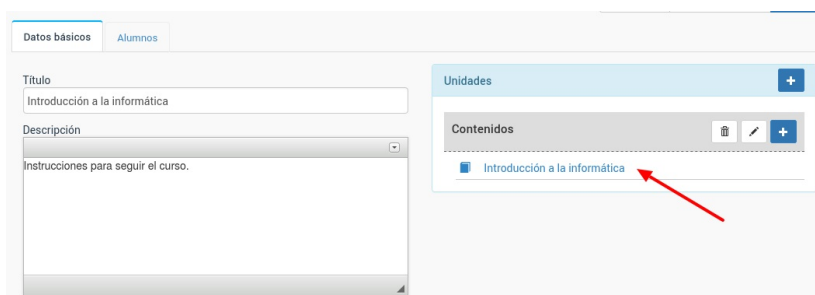 Datos básicos
Alumnos
Título
Introducción a la informática
Descripción
Instrucciones para seguir el curso.
Unidades
Contenidos
Introducción a la informática